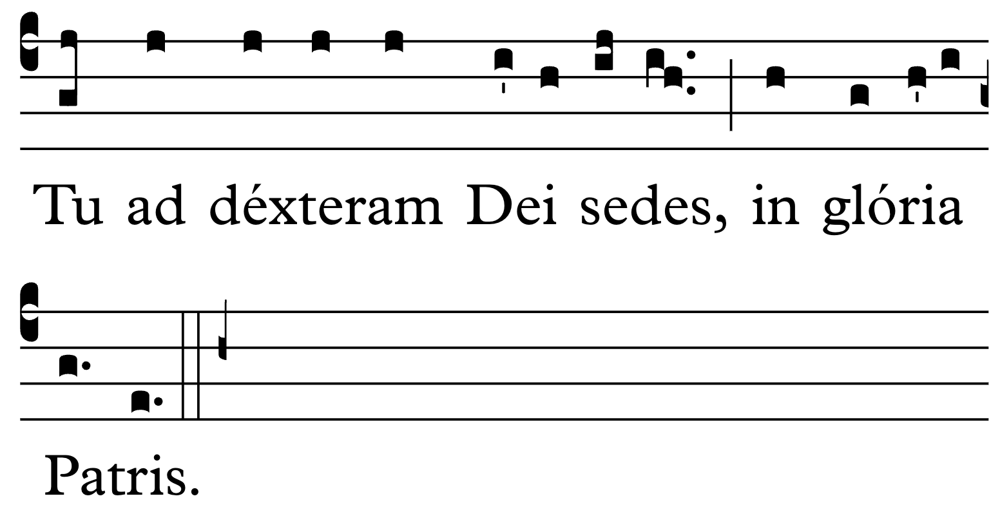 Tu ad déxteram Dei sedes, in glória
Patris.